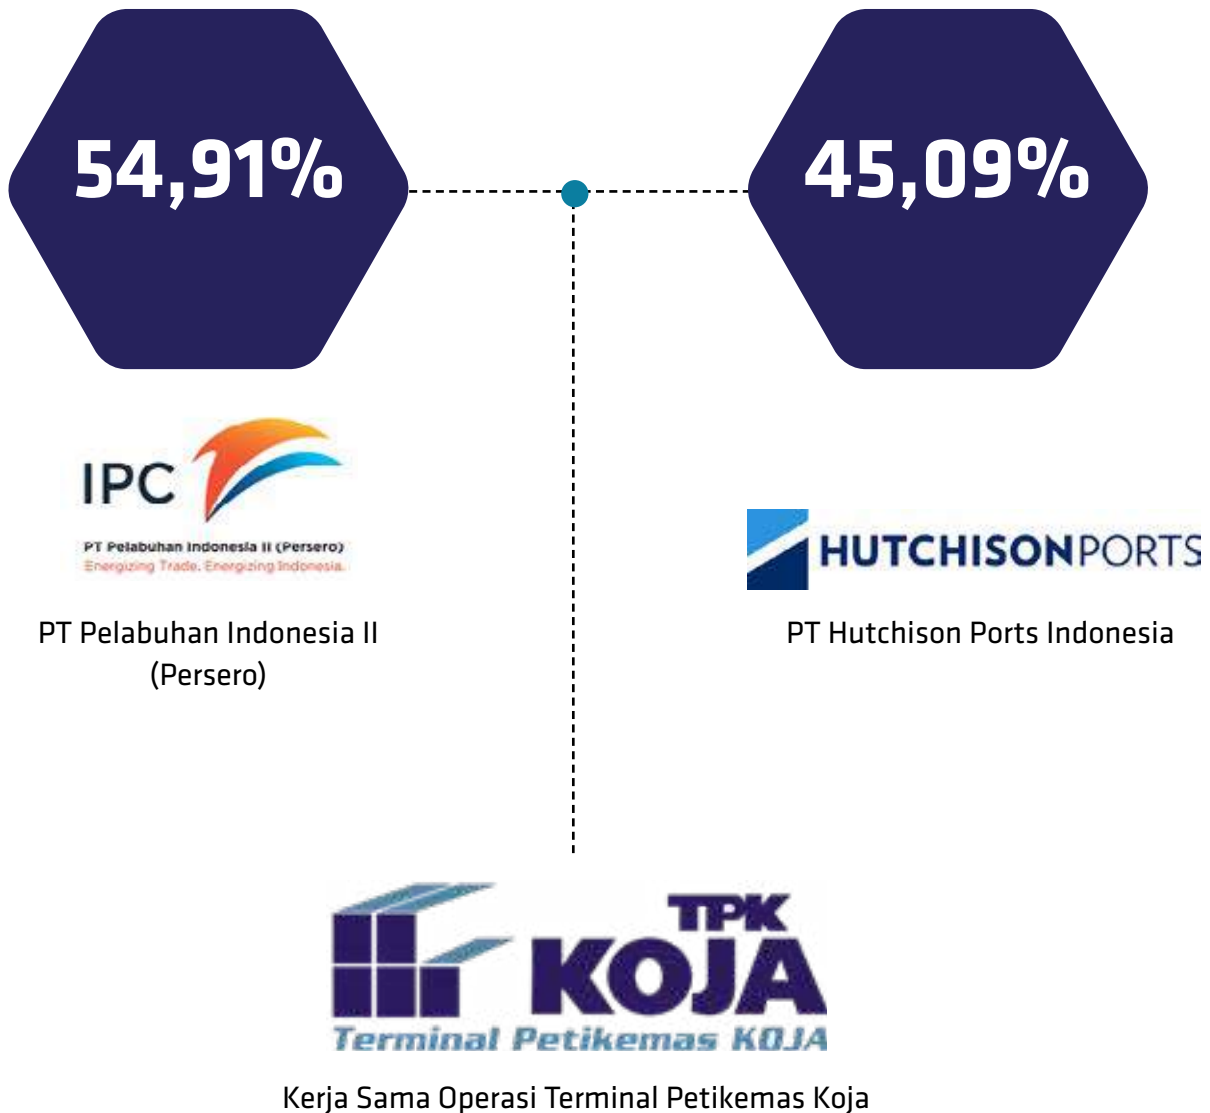 54,91%
45,09%
IPC
PT Pelabuhan Indonesia II (Persero)
Energizing Trade. Energizing Indonesia.
HUTCHISONPORTS
PT Pelabuhan Indonesia II
(Persero)
PT Hutchison Ports Indonesia
TPK
KOJA
Terminal Petikemas KOJA
Kerja Sama Operasi Terminal Petikemas Koja